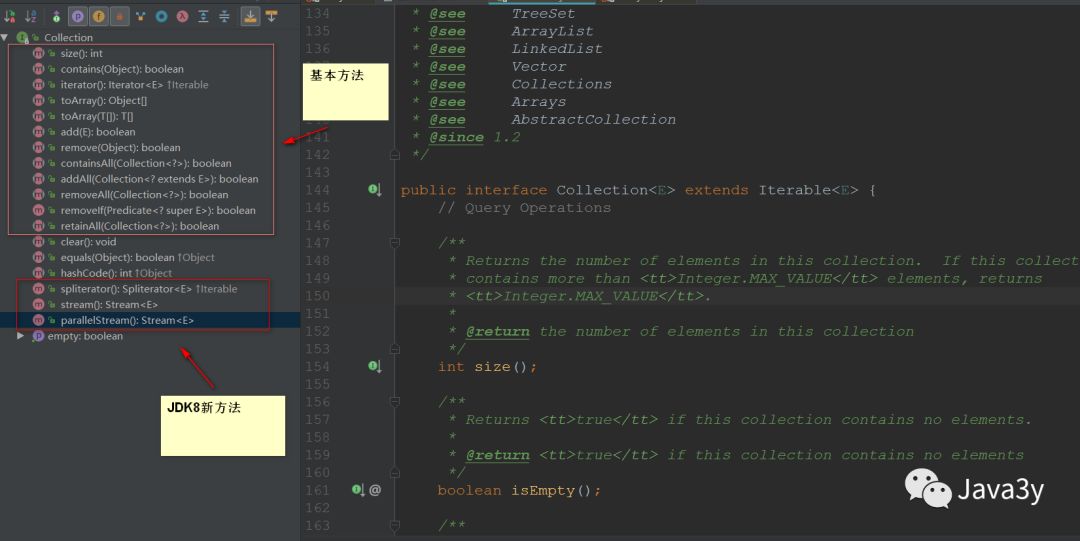 Collection
size(): int
contains(Object): boolean
iterator(): Iterator<E> ↑Iterable
toArray(): Object[]
toArray(T[]): T[]
add(E): boolean
remove(Object): boolean
containsAll(Collection<?>): boolean
addAll(Collection<? extends E>): boolean
removeAll(Collection<?>): boolean
removeIf(Predicate<? super E>): boolean
retainAll(Collection<?>): boolean
clear(): void
equals(Object): boolean ↑Object
hashCode(): int ↑Object
spliterator(): Spliterator<E> ↑Iterable
stream(): Stream<E>
parallelStream(): Stream<E>
empty: boolean
基本方法
JDK8新方法
134 * @see TreeSet
135 * @see ArrayList
136 * @see LinkedList
* @see Vector
* @see Collections
* @see Arrays
* @see AbstractCollection
141 * @since 1.2
142 */
143
144 public interface Collection<E> extends Iterable<E> {
145 // Query Operations
146
147 /**
148 * Returns the number of elements in this collection. If this collect
149 * contains more than <tt>Integer.MAX_VALUE</tt> elements, returns
150 * <tt>Integer.MAX_VALUE</tt>.
151 *
152 * @return the number of elements in this collection
153 */
154 int size();
155
156 /**
157 * Returns <tt>true</tt> if this collection contains no elements.
158 *
159 * @return <tt>true</tt> if this collection contains no elements
160 */
161 @ boolean isEmpty();
162
163 /**
Java3y